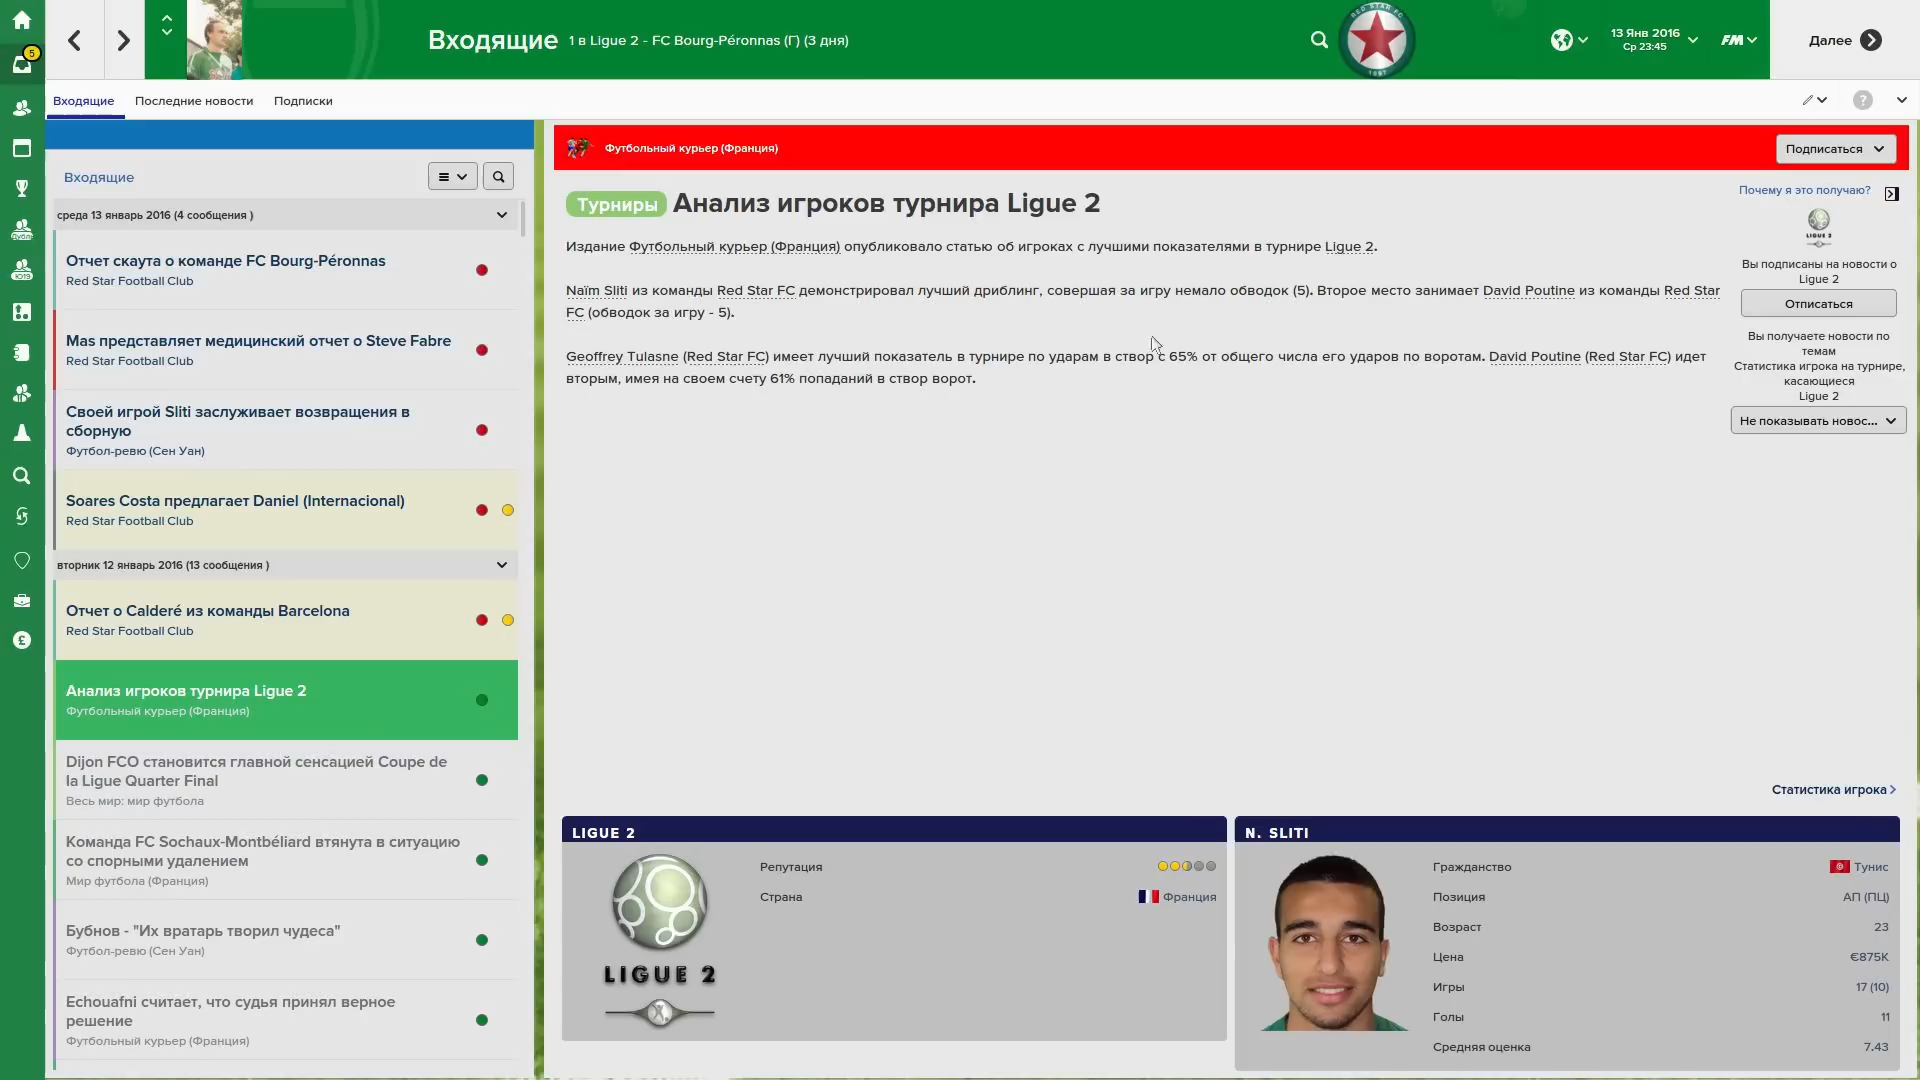 5
Входящие
1 в Ligue 2 - FC Bourg-Péronnas (Г) (3 дня)
RED STAR FC
1897
13 Янв 2016
Ср 23:45
FM
Далее
Входящие
Последние новости
Подписки
?
Входящие
среда 13 январь 2016 (4 сообщения )
Отчет скаута о команде FC Bourg-Péronnas
Red Star Football Club
Mas представляет медицинский отчет о Steve Fabre
Red Star Football Club
Своей игрой Sliti заслуживает возвращения в
сборную
Футбол-ревю (Сен Уан)
Soares Costa предлагает Daniel (Internacional)
Red Star Football Club
вторник 12 январь 2016 (13 сообщения )
Отчет о Calderé из команды Barcelona
Red Star Football Club
Анализ игроков турнира Ligue 2
Футбольный курьер (Франция)
Dijon FCO становится главной сенсацией Coupe de
la Ligue Quarter Final
Весь мир: мир футбола
Команда FC Sochaux-Montbéliard втянута в ситуацию
со спорными удалением
Мир футбола (Франция)
Бубнов - "Их вратарь творил чудеса"
Футбол-ревю (Сен Уан)
Echouafni считает, что судья принял верное
решение
Футбольный курьер (Франция)
Футбольный курьер (Франция)
Подписаться
Турниры Анализ игроков турнира Ligue 2
Издание Футбольный курьер (Франция) опубликовало статью об игроках с лучшими показателями в турнире Ligue 2.
Naïm Sliti из команды Red Star FC демонстрировал лучший дриблинг, совершая за игру немало обводок (5). Второе место занимает David Poutine из команды Red Star
FC (обводок за игру - 5).
Geoffrey Tulasne (Red Star FC) имеет лучший показатель в турнире по ударам в створ с 65% от общего числа его ударов по воротам. David Poutine (Red Star FC) идет
вторым, имея на своем счету 61% попаданий в створ ворот.
Почему я это получаю?
LIGUE 2
Вы подписаны на новости о
Ligue 2
Отписаться
Вы получаете новости по
темам
Статистика игрока на турнире,
касающиеся
Ligue 2
Не показывать новос...
Статистика игрока
LIGUE 2
LIGUE 2
Репутация
Страна
Франция
N. SLITI
Гражданство
Тунис
Позиция
АП (ПЦ)
Возраст
23
Цена
€875K
Игры
17 (10)
Голы
11
Средняя оценка
7.43